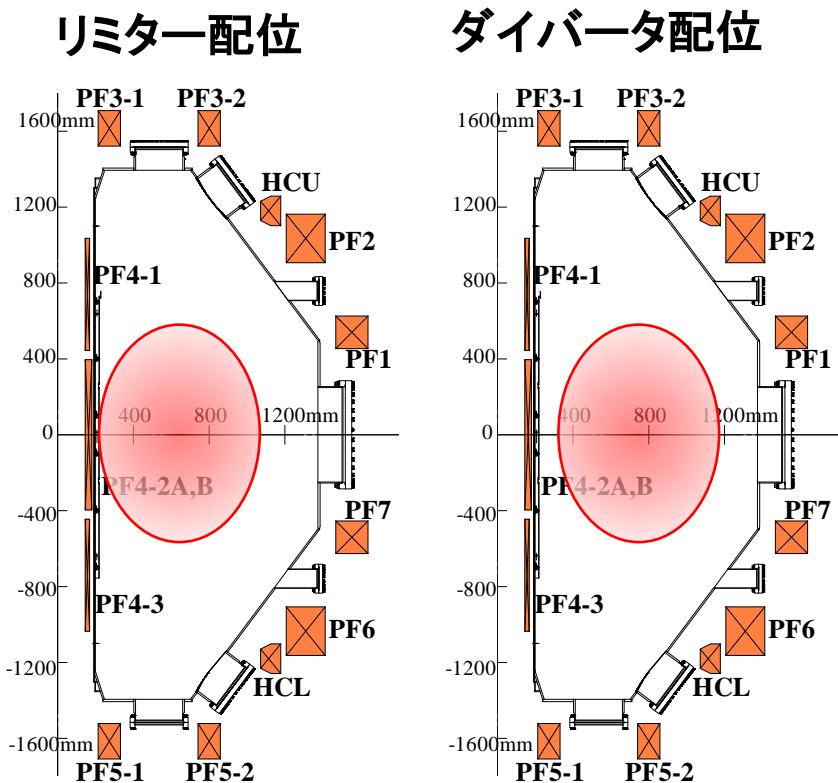 リミター配位
PF3-1 PF3-2
1600mm
HCU
1200
PF2
800
PF4-1
PF1
400
400 800 1200mm
0
PF4-2A,B
-400
PF7
-800
PF4-3
PF6
-1200
HCL
-1600mm
PF5-1 PF5-2
ダイバータ配位
PF3-1 PF3-2
1600mm
HCU
1200
PF2
800
PF4-1
PF1
400
400 800 1200mm
0
PF4-2A,B
-400
PF7
-800
PF4-3
PF6
-1200
HCL
-1600mm
PF5-1 PF5-2